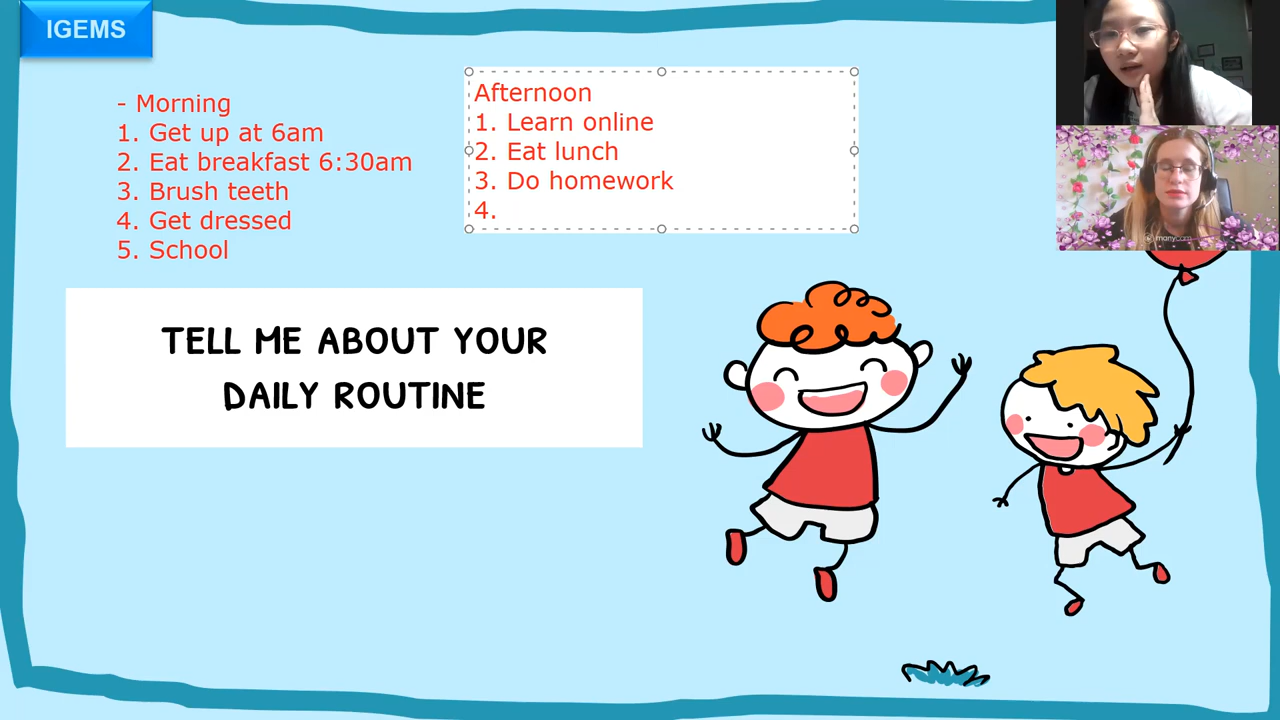 IGEMS
- Morning
1. Get up at 6am
2. Eat breakfast 6:30am
3. Brush teeth
4. Get dressed
5. School
Afternoon
1. Learn online
2. Eat lunch
3. Do homework
4.
TELL ME ABOUT YOUR
DAILY ROUTINE
manycam